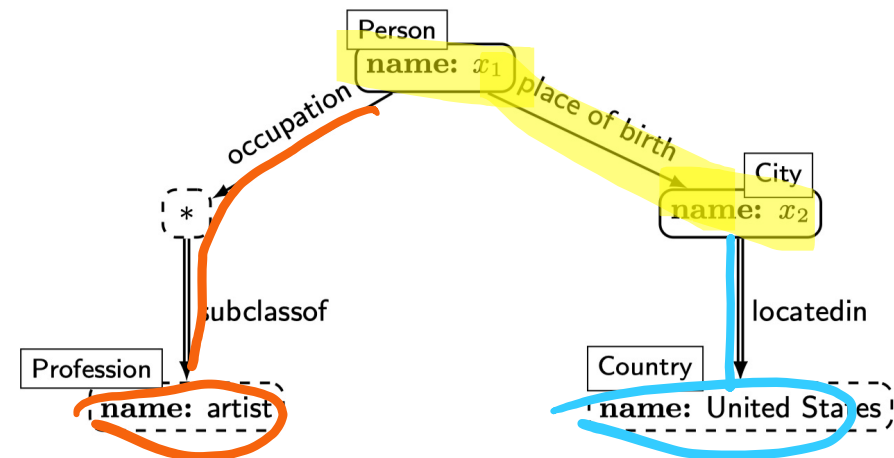 Person
name: x1
occupation
place of birth
City
*
name: x2
subclassof
locatedin
Profession
Country
name: artist
name: United States